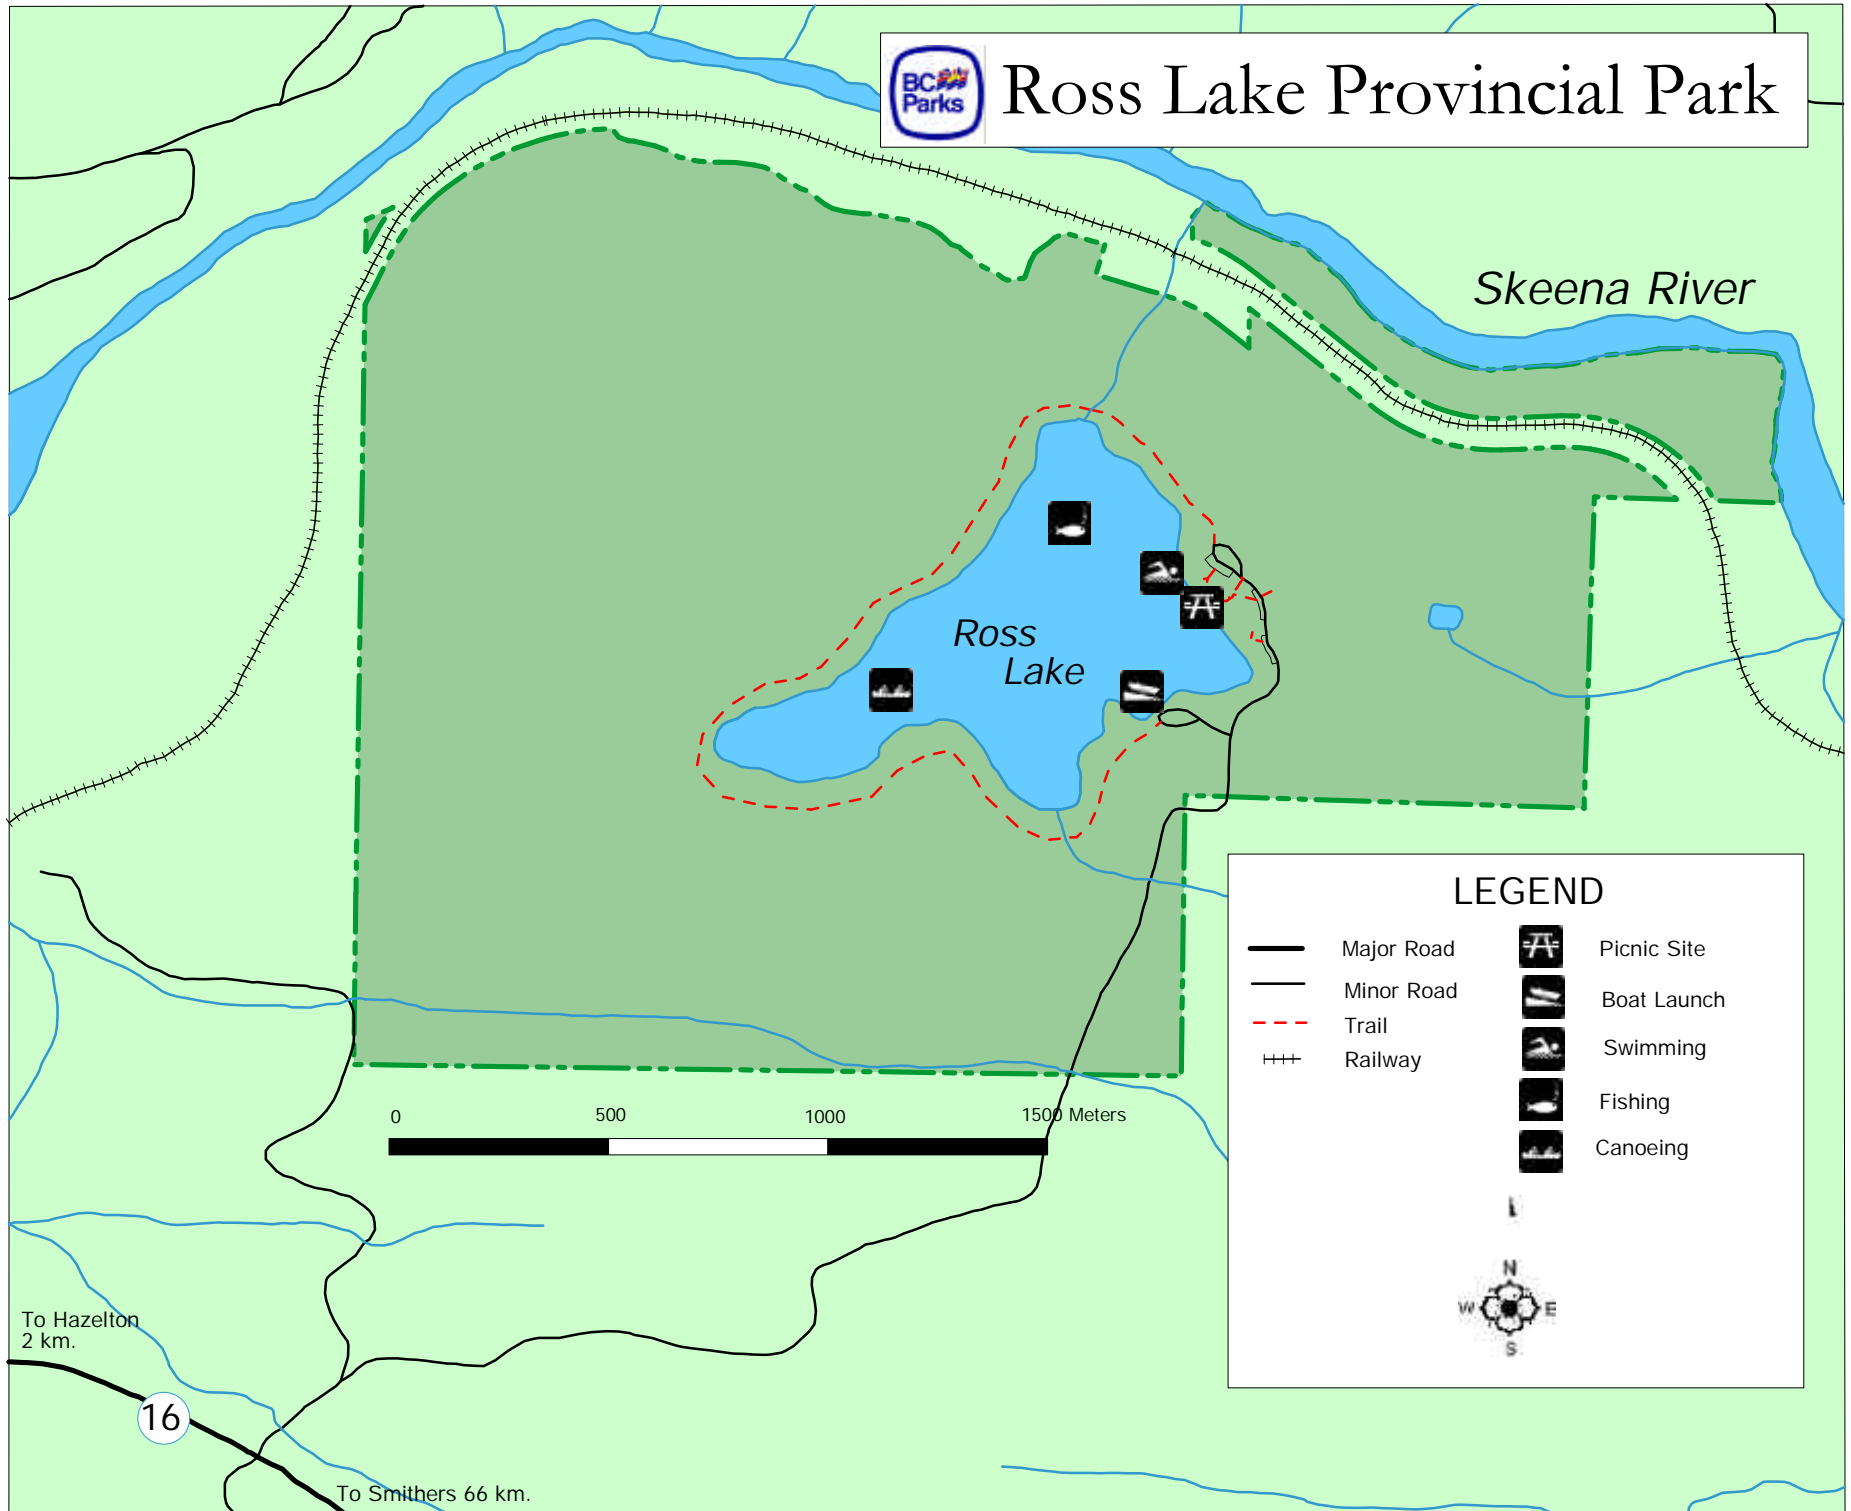 BC
Parks
Ross Lake Provincial Park
Skeena River
Ross
Lake
LEGEND
Major Road
Minor Road
Trail
Railway
Picnic Site
Boat Launch
Swimming
Fishing
Canoeing
N
W E
S
0 500 1000 1500 Meters
To Hazelton
2 km.
16
To Smithers 66 km.